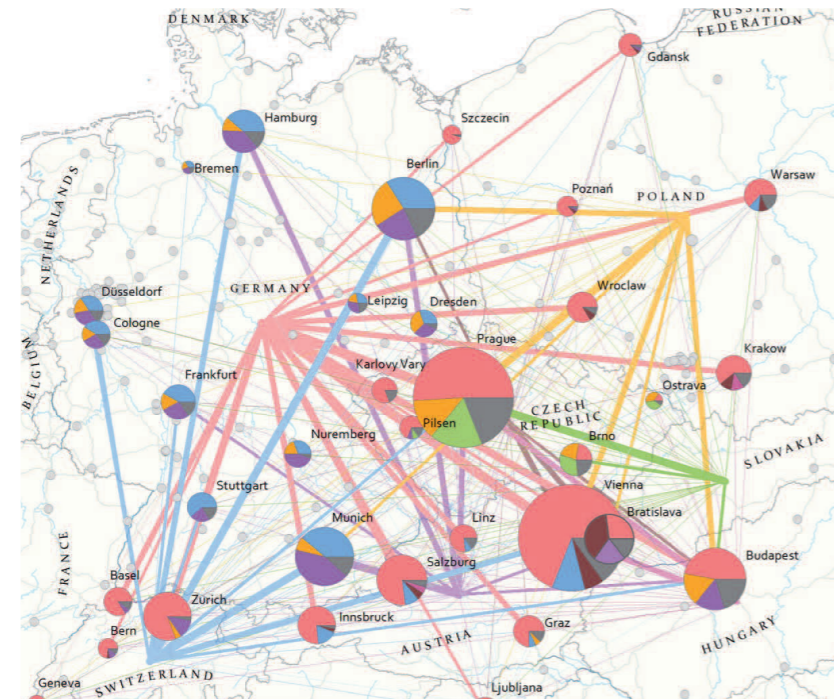 DENMARK
RUSSIAN
FEDERATION
Gdansk
Hamburg
Szczecin
Bremen
Berlin
Poznań
POLAND
Warsaw
NETHERLANDS
GERMANY
Düsseldorf
Leipzig
Dresden
Wroclaw
Cologne
Prague
BELGIUM
Karlovy Vary
Krakow
Frankfurt
Ostrava
CZECH
REPUBLIC
Pilsen
Nuremberg
Brno
SLOVAKIA
Stuttgart
Vienna
Munich
Linz
Bratislava
FRANCE
Salzburg
Budapest
Basel
Zürich
Innsbruck
Graz
Bern
AUSTRIA
HUNGARY
Geneva
SWITZERLAND
Ljubljana